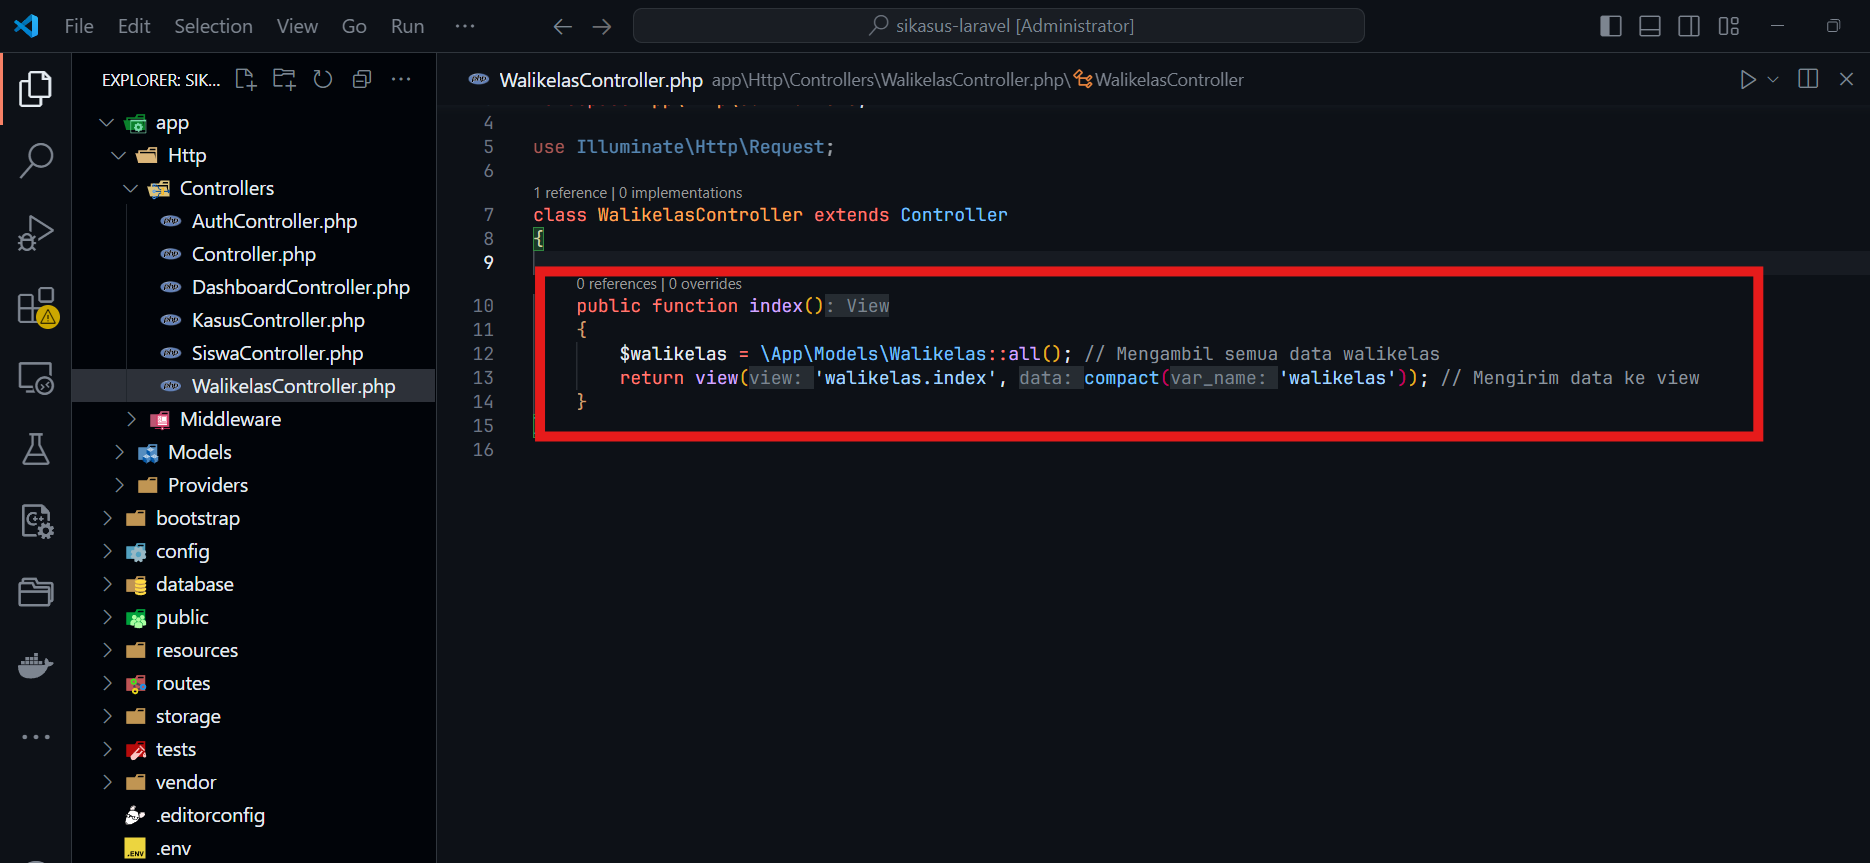 File Edit Selection View Go Run ···
sikasus-laravel [Administrator]
EXPLORER: SIK...
app
Http
Controllers
AuthController.php
Controller.php
DashboardController.php
KasusController.php
SiswaController.php
WalikelasController.php
Middleware
Models
Providers
bootstrap
config
database
public
resources
routes
storage
tests
vendor
.editorconfig
.env
WalikelasController.php app\Http\Controllers\WalikelasController.php\WalikelasController
4
5 use Illuminate\Http\Request;
6
1 reference | 0 implementations
7 class WalikelasController extends Controller
8 {
9
0 references | 0 overrides
10 public function index(): View
11 {
12 $walikelas = \App\Models\Walikelas::all(); // Mengambil semua data walikelas
13 return view(view: 'walikelas.index', data: compact(var_name: 'walikelas')); // Mengirim data ke view
14 }
15
16